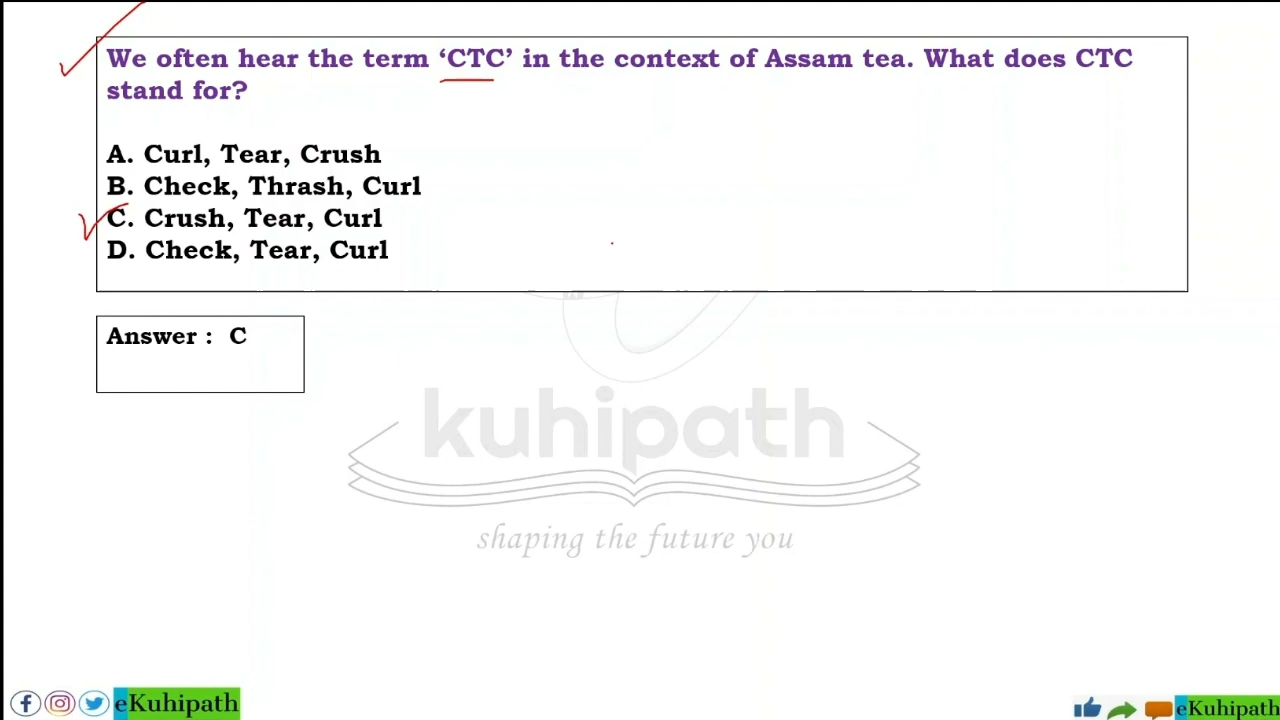 We often hear the term ‘CTC’ in the context of Assam tea. What does CTC
stand for?
A. Curl, Tear, Crush
B. Check, Thrash, Curl
C. Crush, Tear, Curl
D. Check, Tear, Curl
Answer : C
kuhipath
shaping the future you
eKuhipath
eKuhipath